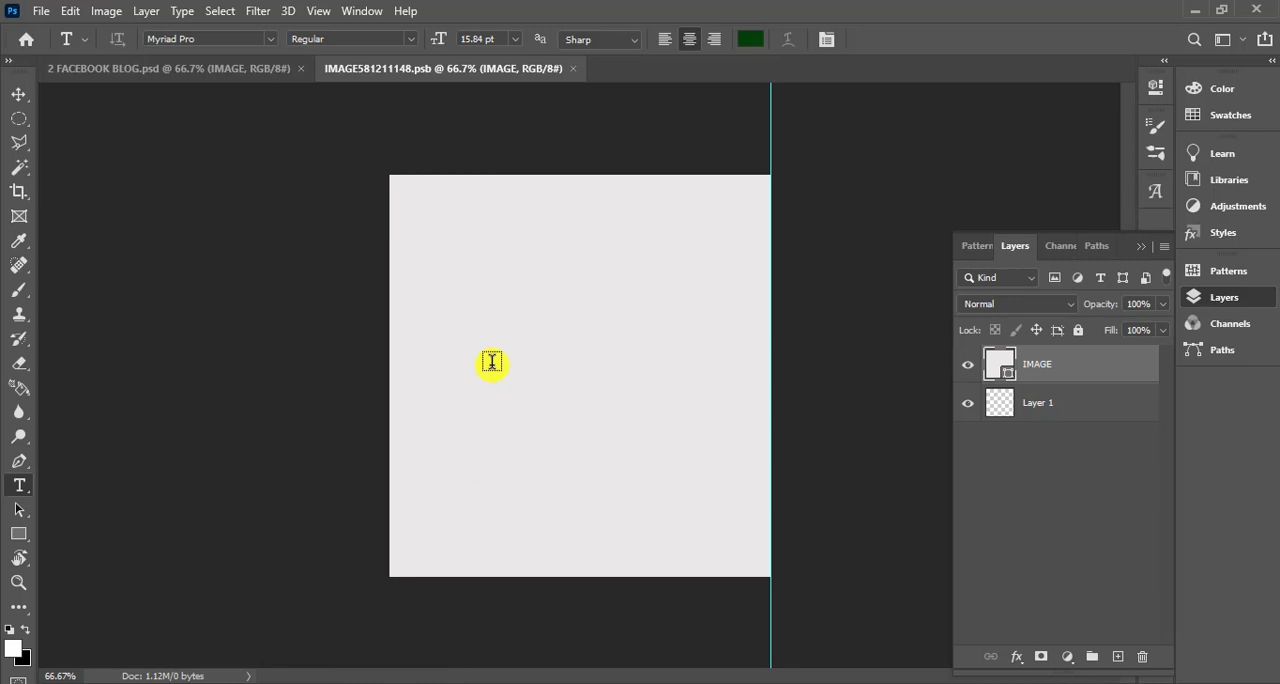 Ps File Edit Image Layer Type Select Filter 3D View Window Help
T Myriad Pro Regular 15.84 pt Sharp
2 FACEBOOK BLOG.psd @ 66.7% (IMAGE, RGB/8#) × IMAGE581211148.psb @ 66.7% (IMAGE, RGB/8#) ×
Color
Swatches
Learn
Libraries
Adjustments
Styles
Patterns
Layers
Channels
Paths
Pattern Layers Channe Paths
Kind
Normal Opacity: 100%
Lock: Fill: 100%
IMAGE
Layer 1
fx
66.67% Doc: 1.12M/0 bytes